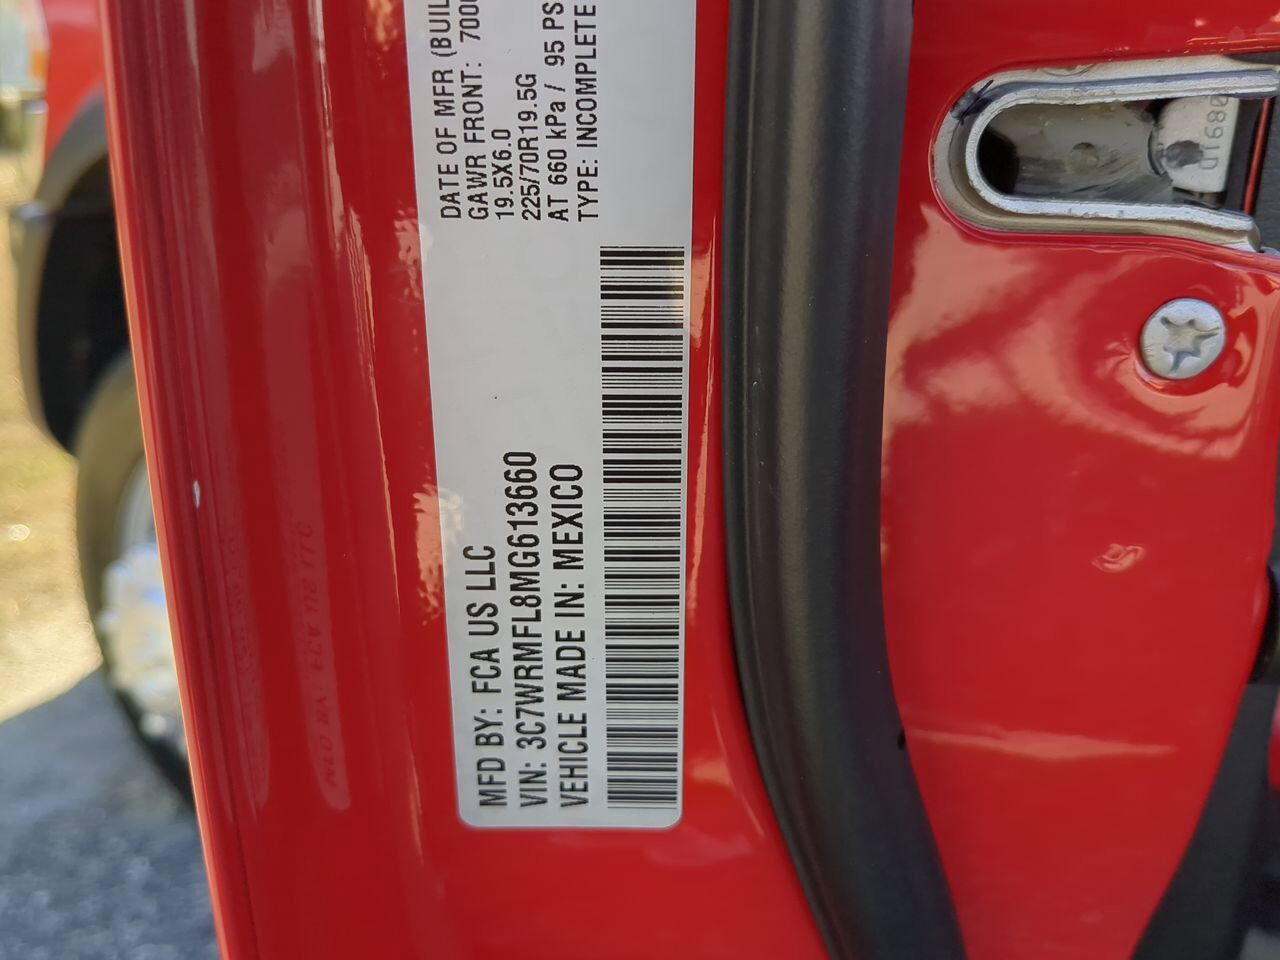 MFD BY: FCA US LLC
VIN: 3C7WRMFL8MG613660
VEHICLE MADE IN: MEXICO
DATE OF MFR (BUIL
GAWR FRONT: 700
19.5X6.0
225/70R19.5G
AT 660 kPa / 95 PS
TYPE: INCOMPLETE
01680